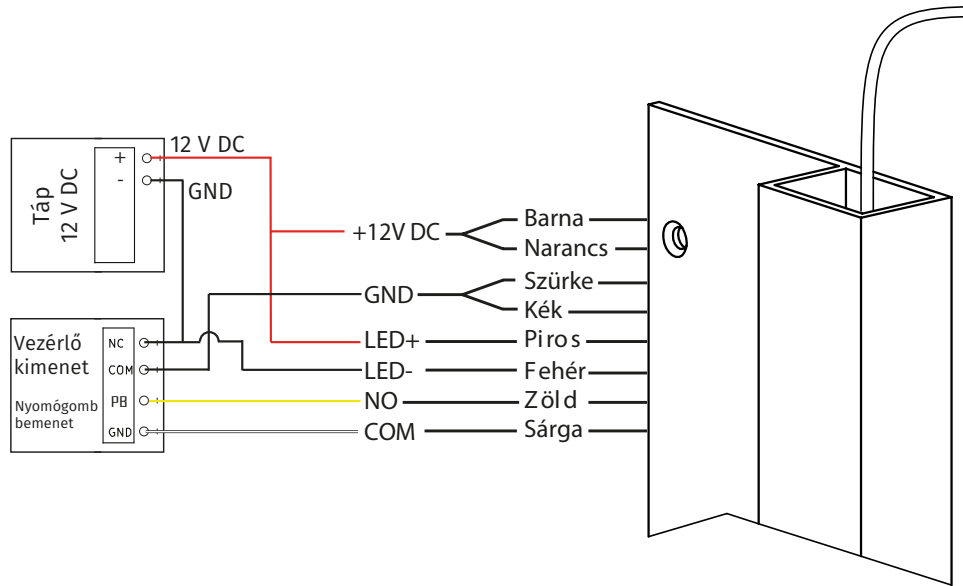 12 V DC
+
-
GND
Táp
12 V DC
+12V DC
Barna
Narancs
GND
Szürke
Kék
Vezérlő
kimenet
NC
COM
LED+
Piros
LED-
Fehér
Nyomógomb
bemenet
PB
GND
NO
Zöld
COM
Sárga